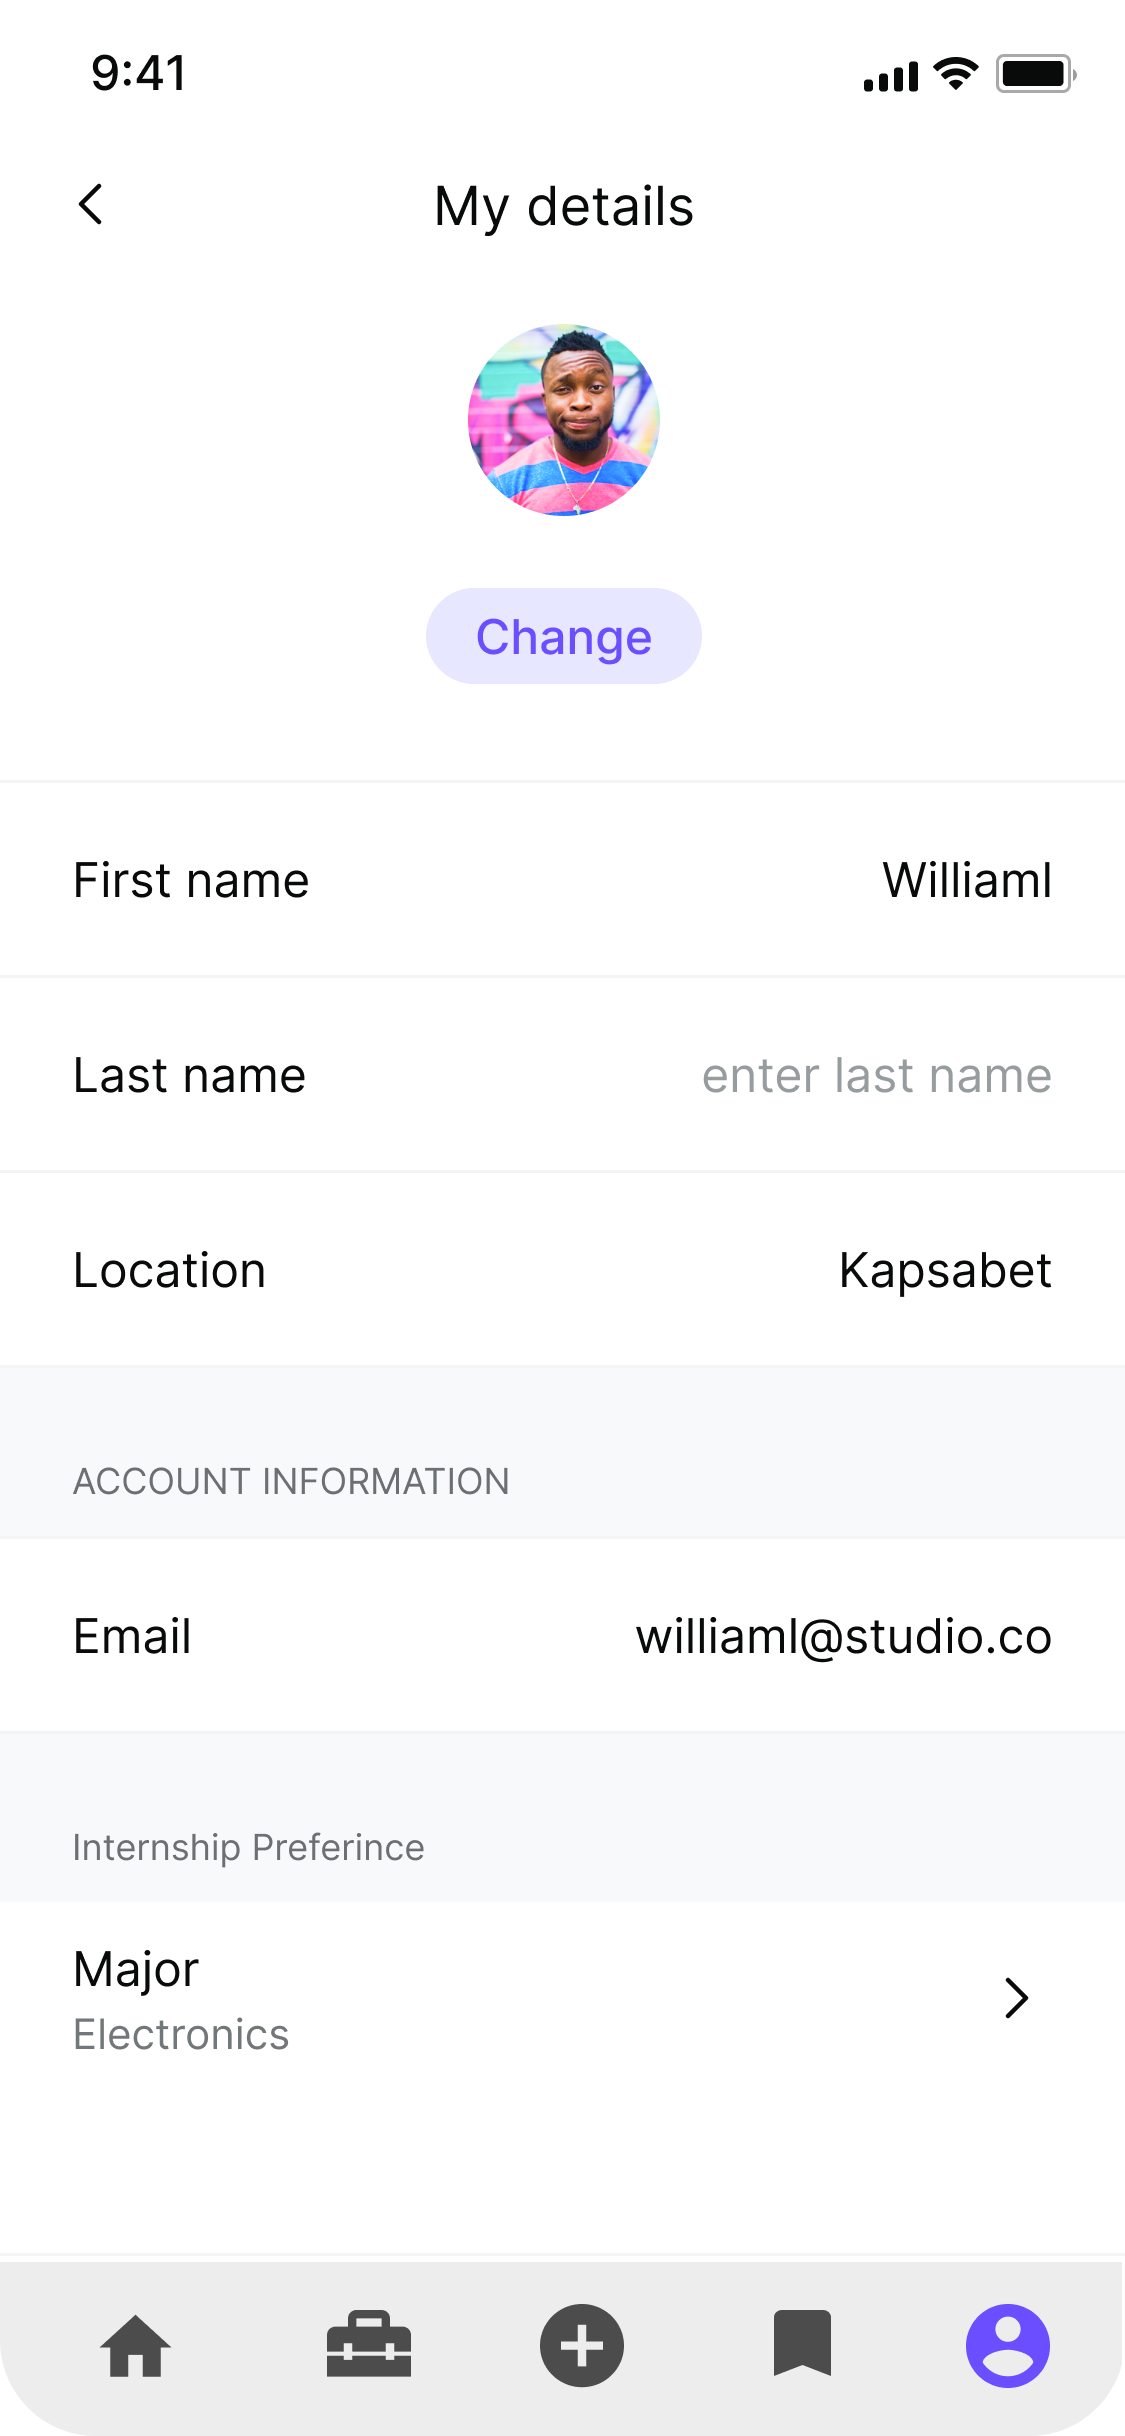 9:41
My details
Change
First name
Williaml
Last name
enter last name
Location
Kapsabet
ACCOUNT INFORMATION
Email
williaml@studio.co
Internship Preferince
Major
Electronics